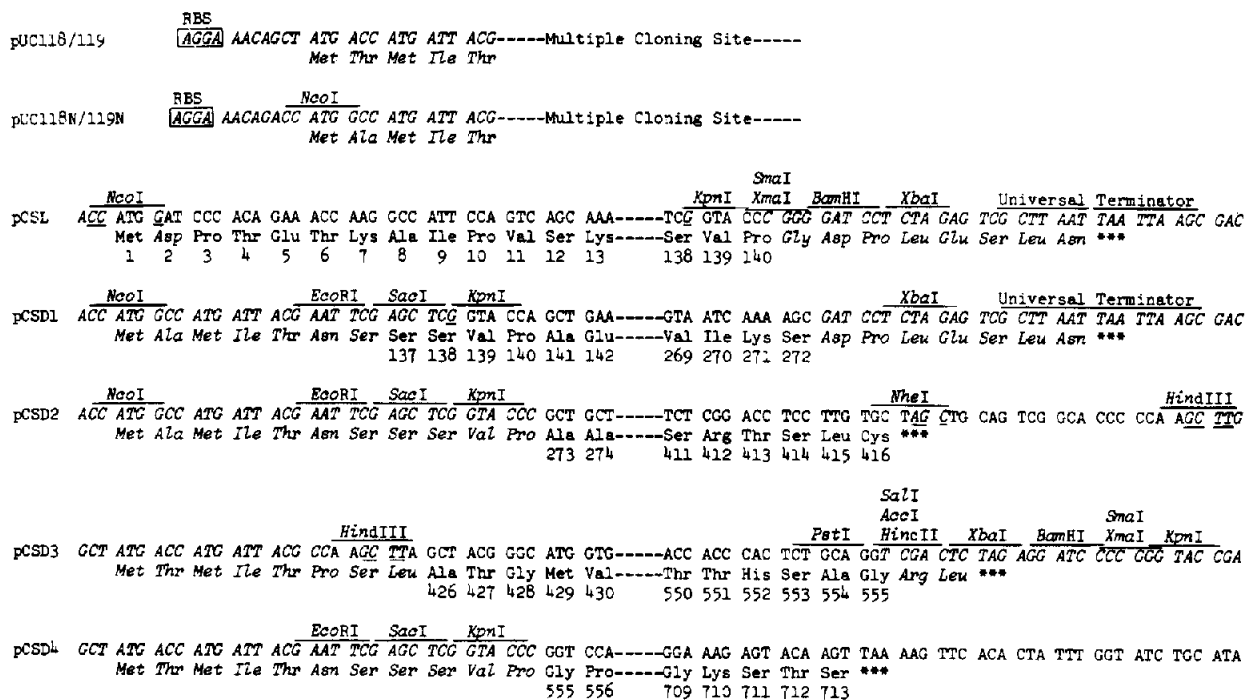 RBS
pUC118/119 AGGA AACAGCT ATG ACC ATG ATT ACG-----Multiple Cloning Site-----
Met Thr Met Ile Thr
RBS NcoI
pUC118N/119N AGGA AACAGACC ATG GCC ATG ATT ACG-----Multiple Cloning Site-----
Met Ala Met Ile Thr
SmaI
NcoI KpnI XmaI BamHI XbaI Universal Terminator
pCSL ACC ATG GAT CCC ACA GAA ACC AAG GCC ATT CCA GTC AGC AAA-----TCG GTA CCC GGG GAT CCT CTA GAG TCG CTT AAT TAA TTA AGC GAC
Met Asp Pro Thr Glu Thr Lys Ala Ile Pro Val Ser Lys Ser Val Pro Gly Asp Pro Leu Glu Ser Leu Asn ***
1 2 3 4 5 6 7 8 9 10 11 12 13 138 139 140
NcoI EcoRI SacI KpnI XbaI Universal Terminator
pCSD1 ACC ATG GCC ATG ATT ACG AAT TCG AGC TCG GTA CCA GCT GAA-----GTA ATC AAA AGC GAT CCT CTA GAG TCG CTT AAT TAA TTA AGC GAC
Met Ala Met Ile Thr Asn Ser Ser Ser Val Pro Ala Glu Val Ile Lys Ser Asp Pro Leu Glu Ser Leu Asn ***
137 138 139 140 141 142 269 270 271 272
NcoI EcoRI SacI KpnI NheI HindIII
pCSD2 ACC ATG GCC ATG ATT ACG AAT TCG AGC TCG GTA CCC GCT GCT-----TCT CGG ACC TCC TTG TGC TAG CTG CAG TCG GCA CCC CCA AGC TTG
Met Ala Met Ile Thr Asn Ser Ser Ser Val Pro Ala Ala-----Ser Arg Thr Ser Leu Cys ***
273 274 411 412 413 414 415 416
SalI
AccI SmaI
HindIII PstI HincII XbaI BamHI XmaI KpnI
pCSD3 GCT ATG ACC ATG ATT ACG CCA AGC TTA GCT ACG GGC ATG GTG-----ACC ACC CAC TCT GCA GGT CGA CTC TAG AGGATC CCC GGG TAC CGA
Met Thr Met Ile Thr Pro Ser Leu Ala Thr Gly Met Val-----Thr Thr His Ser Ala Gly Arg Leu ***
426 427 428 429 430 550 551 552 553 554 555
EcoRI SacI KpnI
pCSD4 GCT ATG ACC ATG ATT ACG AAT TCG AGC TCG GTA CCC GGT CCA-----GGA AAG AGT ACA AGT TAA AAG TTC ACA CTA TTT GGT ATC TGC ATA
Met Thr Met Ile Thr Asn Ser Ser Ser Val Pro Gly Pro Gly Lys Ser Thr Ser ***
555 556 709 710 711 712 713